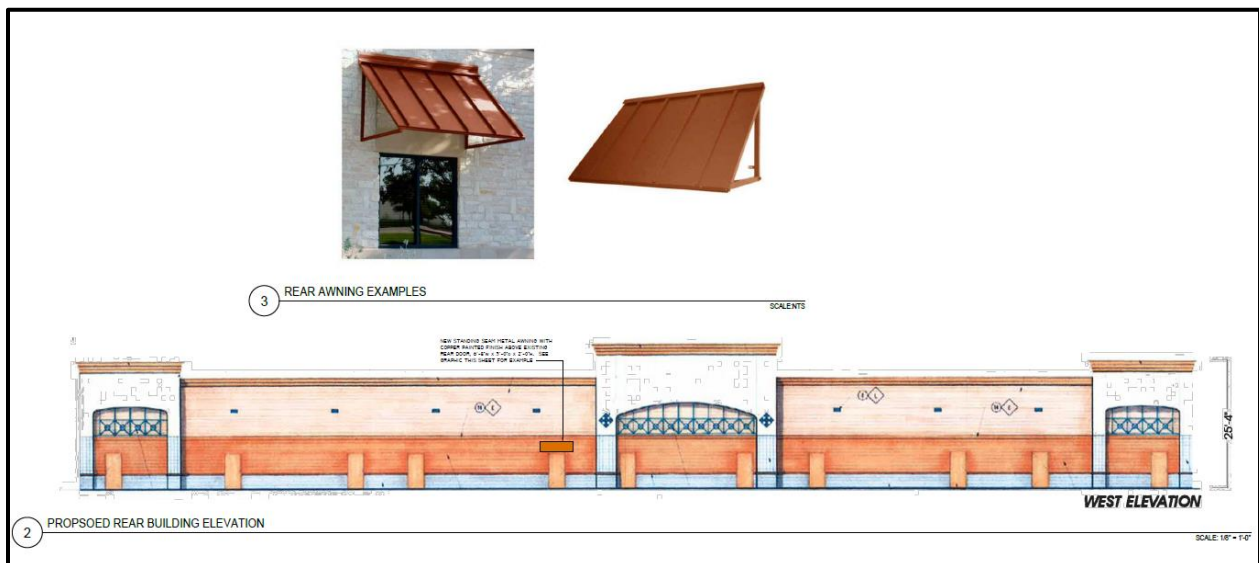 3
REAR AWNING EXAMPLES
SCALE:NTS
NEW STANDING SEAM METAL AWNING WITH
COPPER PAINTED FINISH ABOVE EXISTING
REAR DOOR, SEE
GRAPHIC THIS SHEET FOR EXAMPLE
25'-4"
WEST ELEVATION
2
PROPSOED REAR BUILDING ELEVATION
SCALE: 1/8" = 1'-0"